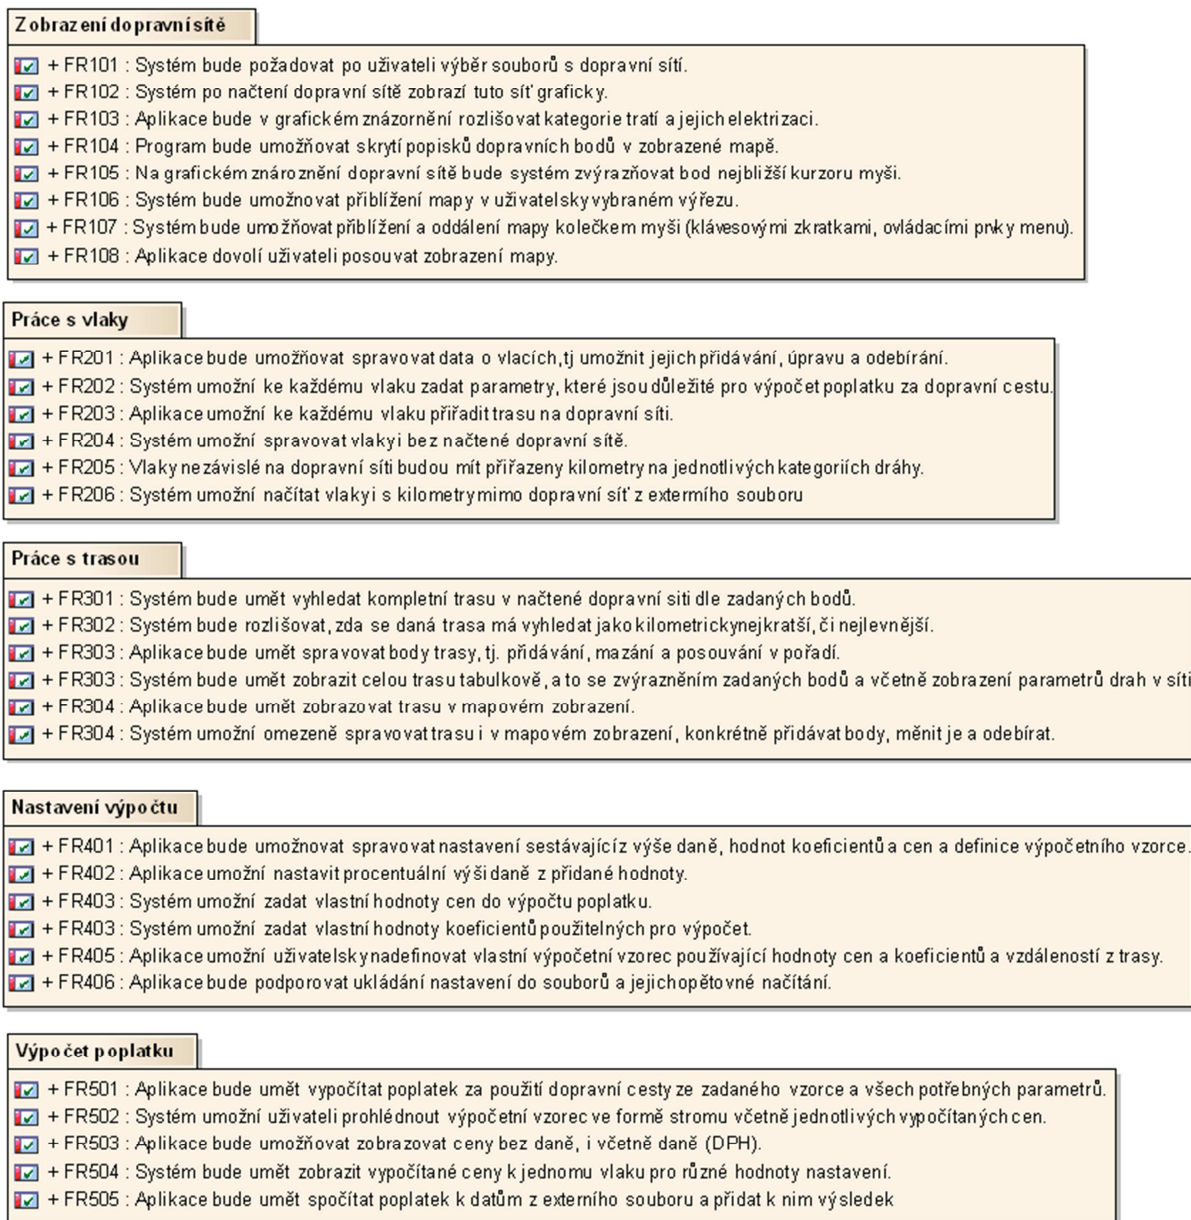 Zobrazení dopravní sítě
+ FR101 : Systém bude požadovat po uživateli výběr souborů s dopravní sítí.
+ FR102 : Systém po načtení dopravní sítě zobrazí tuto síť graficky.
+ FR103 : Aplikace bude v grafickém znázornění rozlišovat kategorie tratí a jejich elektrizaci.
+ FR104 : Program bude umožňovat skrytí popisků dopravních bodů v zobrazené mapě.
+ FR105 : Na grafickém znároznění dopravní sítě bude systém zvýrazňovat bod nejbližší kurzoru myši.
+ FR106 : Systém bude umožnovat přiblížení mapy v uživatelsky vybraném výřezu.
+ FR107 : Systém bude umožňovat přiblížení a oddálení mapy kolečkem myši (klávesovými zkratkami, ovládacími prvky menu).
+ FR108 : Aplikace dovolí uživateli posouvat zobrazení mapy.
Práce s vlaky
+ FR201 : Aplikace bude umožňovat spravovat data o vlacích,tj umožnit jejich přidávání, úpravu a odebírání.
+ FR202 : Systém umožní ke každému vlaku zadat parametry, které jsou důležité pro výpočet poplatku za dopravní cestu.
+ FR203 : Aplikace umožní ke každému vlaku přiřadit trasu na dopravní síti.
+ FR204 : Systém umožní spravovat vlaky i bez načtené dopravní sítě.
+ FR205 : Vlaky nezávislé na dopravní síti budou mít přiřazeny kilometry na jednotlivých kategoriích dráhy.
+ FR206 : Systém umožní načítat vlaky i s kilometry mimo dopravní síť z extermího souboru
Práce s trasou
+ FR301 : Systém bude umět vyhledat kompletní trasu v načtené dopravní siti dle zadaných bodů.
+ FR302 : Systém bude rozlišovat, zda se daná trasa má vyhledat jako kilometricky nejkratší, či nejlevnější.
+ FR303 : Aplikace bude umět spravovat body trasy, tj. přidávání, mazání a posouvání v pořadí.
+ FR303 : Systém bude umět zobrazit celou trasu tabulkově, a to se zvýrazněním zadaných bodů a včetně zobrazení parametrů drah v síti
+ FR304 : Aplikace bude umět zobrazovat trasu v mapovém zobrazení.
+ FR304 : Systém umožní omezeně spravovat trasu i v mapovém zobrazení, konkrétně přidávat body, měnit je a odebírat.
Nastavení výpočtu
+ FR401 : Aplikace bude umožnovat spravovat nastavení sestávající z výše daně, hodnot koeficientů a cen a definice výpočetního vzorce.
+ FR402 : Aplikace umožní nastavit procentuální výši daně z přidané hodnoty.
+ FR403 : Systém umožní zadat vlastní hodnoty cen do výpočtu poplatku.
+ FR403 : Systém umožní zadat vlastní hodnoty koeficientů použitelných pro výpočet.
+ FR405 : Aplikace umožní uživatelsky nadefinovat vlastní výpočetní vzorec používající hodnoty cen a koeficientů a vzdáleností z trasy.
+ FR406 : Aplikace bude podporovat ukládání nastavení do souborů a jejich opětovné načítání.
Výpočet poplatku
+ FR501 : Aplikace bude umět vypočítat poplatek za použití dopravní cesty ze zadaného vzorce a všech potřebných parametrů.
+ FR502 : Systém umožní uživateli prohlédnout výpočetní vzorec ve formě stromu včetně jednotlivých vypočítaných cen.
+ FR503 : Aplikace bude umožňovat zobrazovat ceny bez daně, i včetně daně (DPH).
+ FR504 : Systém bude umět zobrazit vypočítané ceny k jednomu vlaku pro různé hodnoty nastavení.
+ FR505 : Aplikace bude umět spočítat poplatek k datům z externího souboru a přidat k nim výsledek